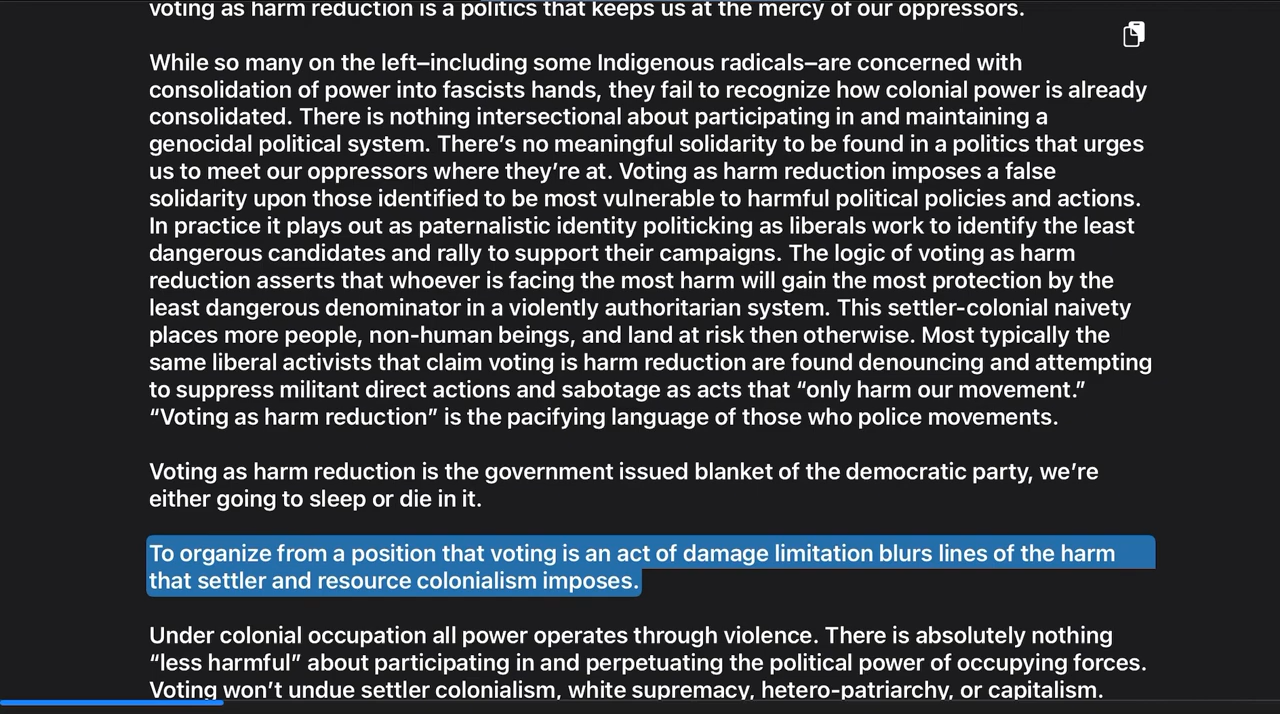 voting as harm reduction is a politics that keeps us at the mercy of our oppressors.
While so many on the left–including some Indigenous radicals–are concerned with
consolidation of power into fascists hands, they fail to recognize how colonial power is already
consolidated. There is nothing intersectional about participating in and maintaining a
genocidal political system. There’s no meaningful solidarity to be found in a politics that urges
us to meet our oppressors where they’re at. Voting as harm reduction imposes a false
solidarity upon those identified to be most vulnerable to harmful political policies and actions.
In practice it plays out as paternalistic identity politicking as liberals work to identify the least
dangerous candidates and rally to support their campaigns. The logic of voting as harm
reduction asserts that whoever is facing the most harm will gain the most protection by the
least dangerous denominator in a violently authoritarian system. This settler-colonial naivety
places more people, non-human beings, and land at risk then otherwise. Most typically the
same liberal activists that claim voting is harm reduction are found denouncing and attempting
to suppress militant direct actions and sabotage as acts that “only harm our movement.”
“Voting as harm reduction” is the pacifying language of those who police movements.
Voting as harm reduction is the government issued blanket of the democratic party, we’re
either going to sleep or die in it.
To organize from a position that voting is an act of damage limitation blurs lines of the harm
that settler and resource colonialism imposes.
Under colonial occupation all power operates through violence. There is absolutely nothing
“less harmful” about participating in and perpetuating the political power of occupying forces.
Voting won’t undue settler colonialism, white supremacy, hetero-patriarchy, or capitalism.